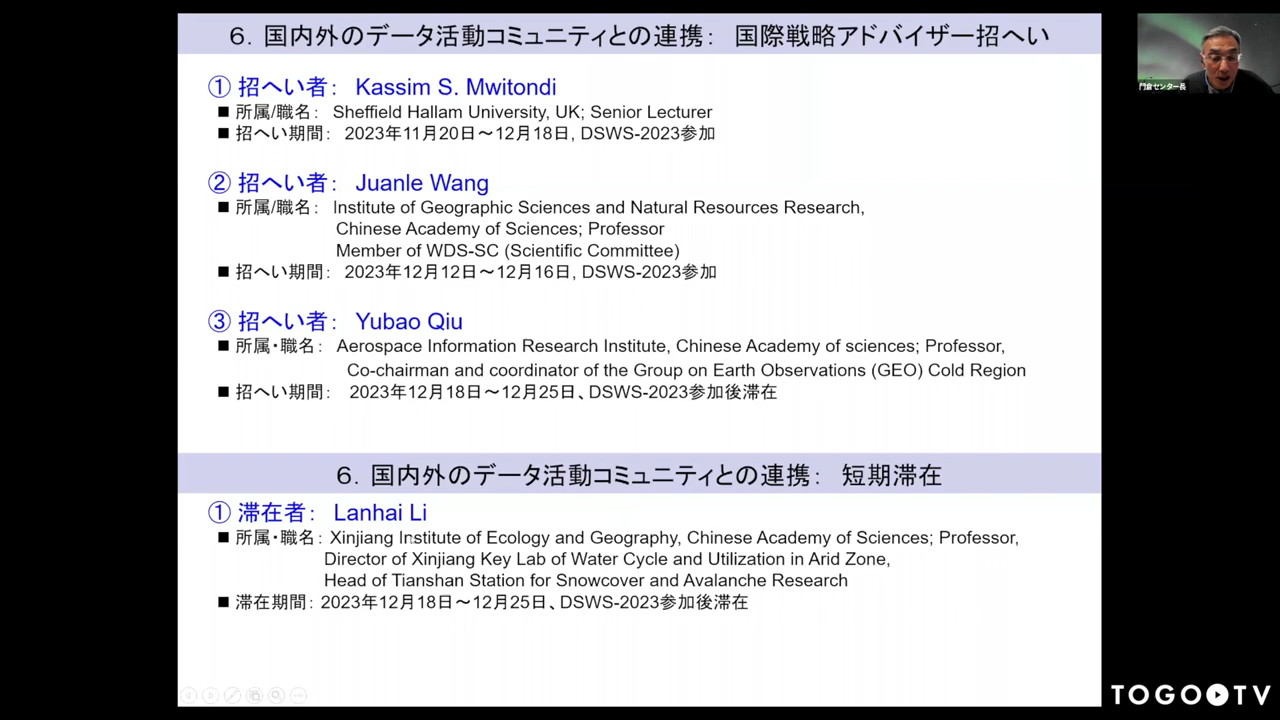 6．国内外のデータ活動コミュニティとの連携： 国際戦略アドバイザー招へい
① 招へい者： Kassim S. Mwitondi
■ 所属/職名： Sheffield Hallam University, UK; Senior Lecturer
■ 招へい期間： 2023年11月20日～12月18日, DSWS-2023参加
② 招へい者： Juanle Wang
■ 所属/職名： Institute of Geographic Sciences and Natural Resources Research,
Chinese Academy of Sciences; Professor
Member of WDS-SC (Scientific Committee)
■ 招へい期間： 2023年12月12日～12月16日, DSWS-2023参加
③ 招へい者： Yubao Qiu
■ 所属・職名： Aerospace Information Research Institute, Chinese Academy of sciences; Professor,
Co-chairman and coordinator of the Group on Earth Observations (GEO) Cold Region
■ 招へい期間： 2023年12月18日～12月25日、DSWS-2023参加後滞在
6．国内外のデータ活動コミュニティとの連携： 短期滞在
① 滞在者： Lanhai Li
■ 所属・職名：Xinjiang Institute of Ecology and Geography, Chinese Academy of Sciences; Professor,
Director of Xinjiang Key Lab of Water Cycle and Utilization in Arid Zone,
Head of Tianshan Station for Snowcover and Avalanche Research
■ 滞在期間：2023年12月18日～12月25日、DSWS-2023参加後滞在
門倉センター長
TOGO TV